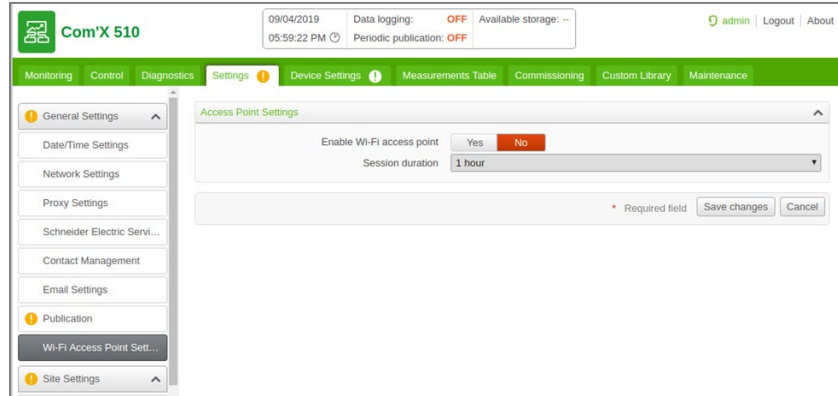 Com'X 510
09/04/2019
05:59:22 PM
Data logging: OFF
Periodic publication: OFF
Available storage: --
admin | Logout | About
Monitoring Control Diagnostics Settings ! Device Settings ! Measurements Table Commissioning Custom Library Maintenance
! General Settings
Date/Time Settings
Network Settings
Proxy Settings
Schneider Electric Servi...
Contact Management
Email Settings
! Publication
Wi-Fi Access Point Sett...
! Site Settings
Access Point Settings
Enable Wi-Fi access point Yes No
Session duration 1 hour
* Required field Save changes Cancel